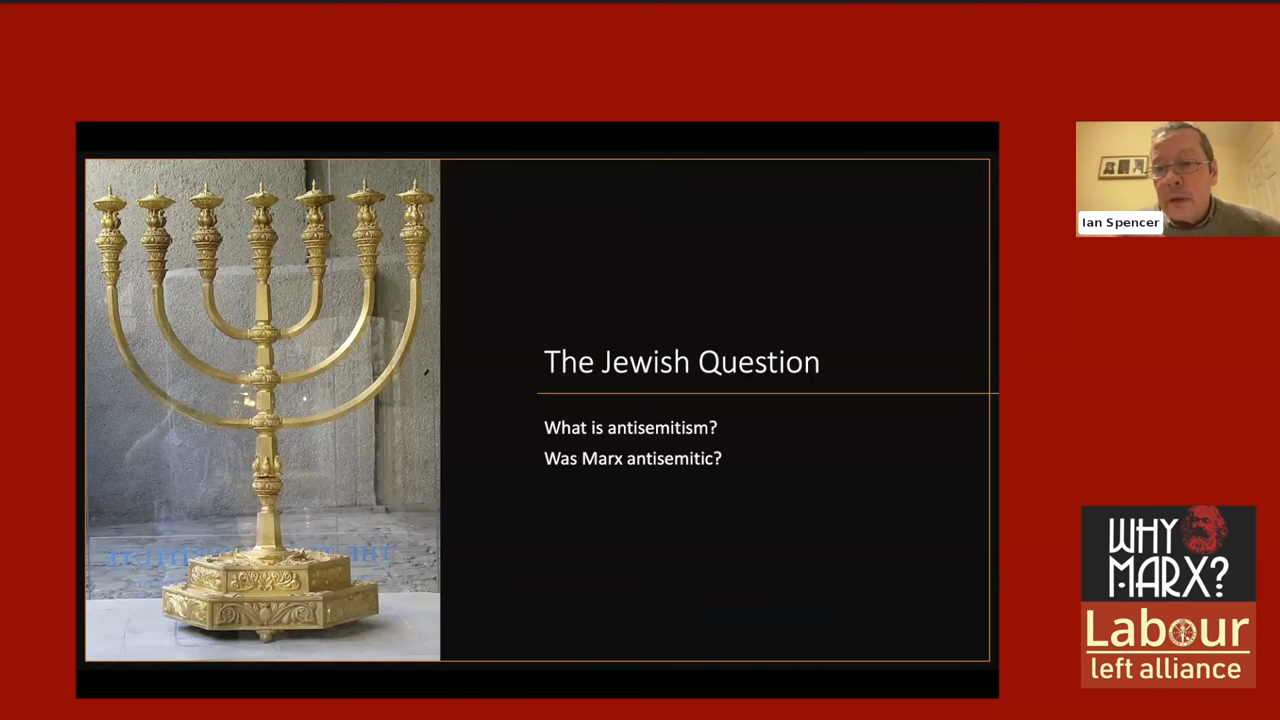 The Jewish Question
What is antisemitism?
Was Marx antisemitic?
Ian Spencer
WHY
MARX?
Labour
left alliance